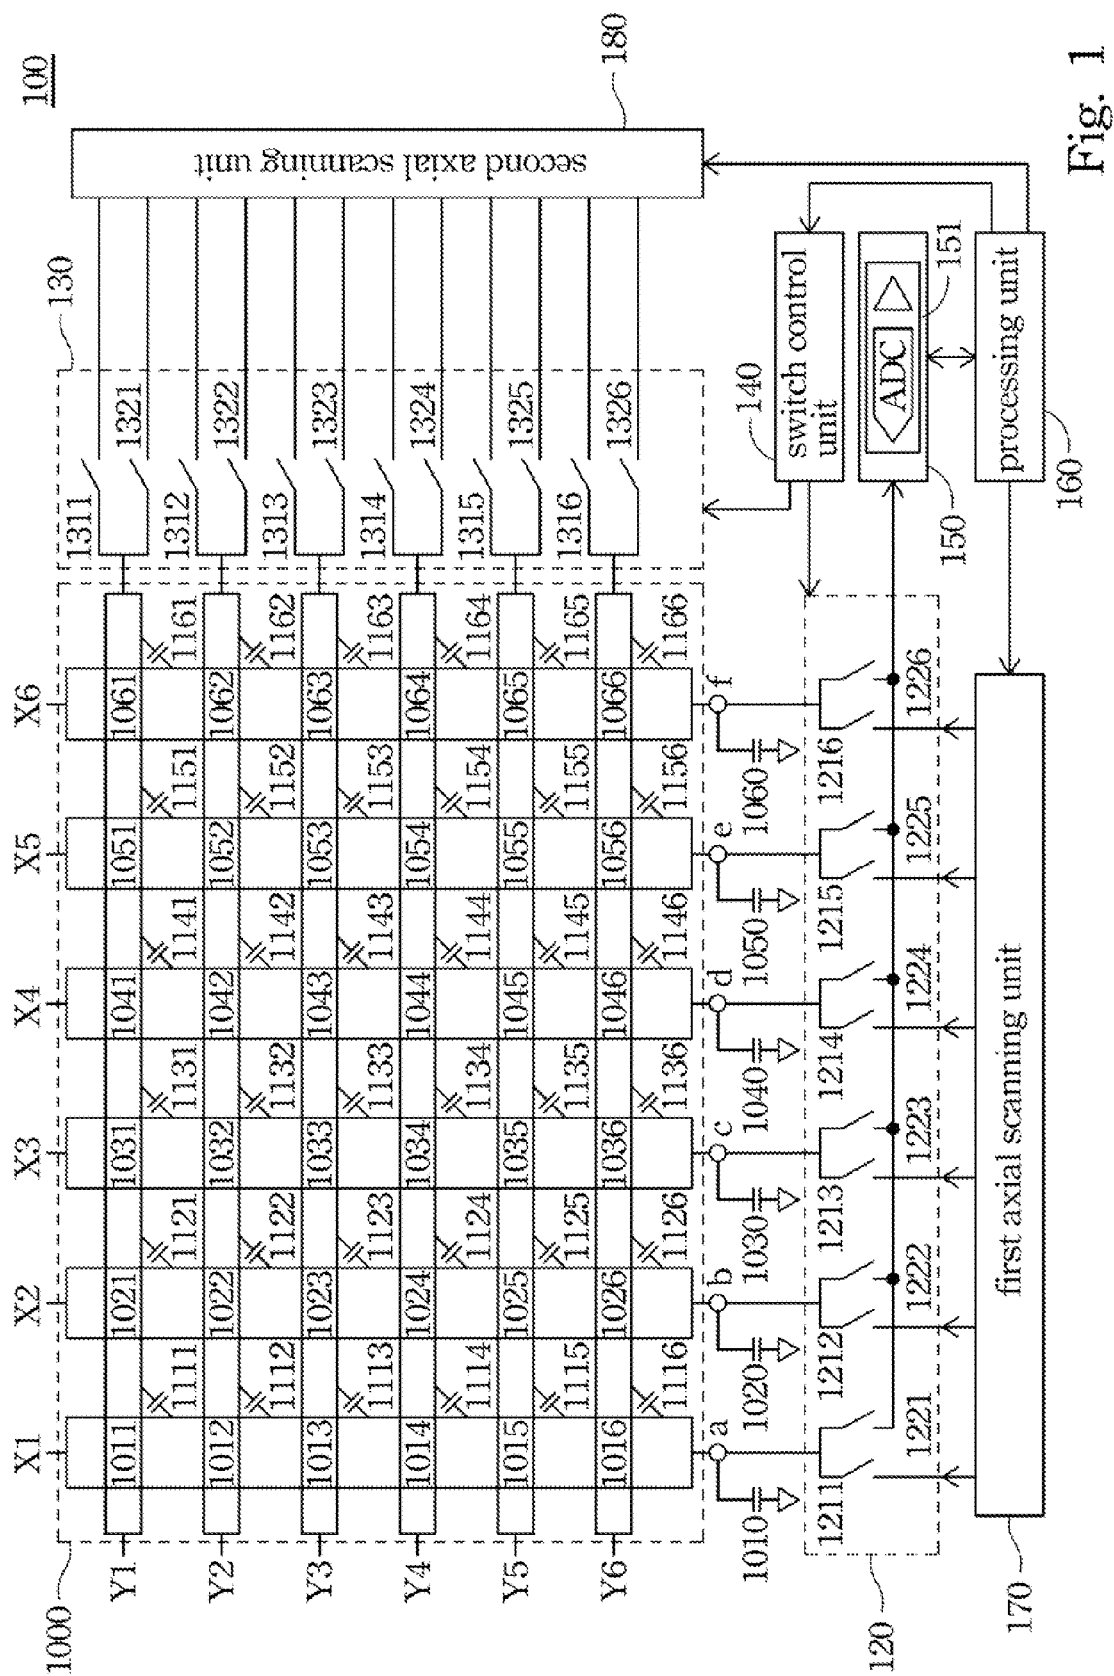 100
X1 X2 X3 X4 X5 X6
1000
130
180
Y1
1011 1021 1031 1041 1051 1061
1111 1121 1131 1141 1151 1161
1311
1321
Y2
1012 1022 1032 1042 1052 1062
1112 1122 1132 1142 1152 1162
1312
1322
Y3
1013 1023 1033 1043 1053 1063
1113 1123 1133 1143 1153 1163
1313
1323
Y4
1014 1024 1034 1044 1054 1064
1114 1124 1134 1144 1154 1164
1314
1324
Y5
1015 1025 1035 1045 1055 1065
1115 1125 1135 1145 1155 1165
1315
1325
Y6
1016 1026 1036 1046 1056 1066
1116 1126 1136 1146 1156 1166
1316
1326
second axial scanning
unit
a b c d e f
1010 1020 1030 1040 1050 1060
140
switch control
unit
1211 1212 1213 1214 1215 1216
1221 1222 1223 1224 1225 1226
120
150
ADC
151
160
processing unit
170
first axial scanning unit
Fig. 1